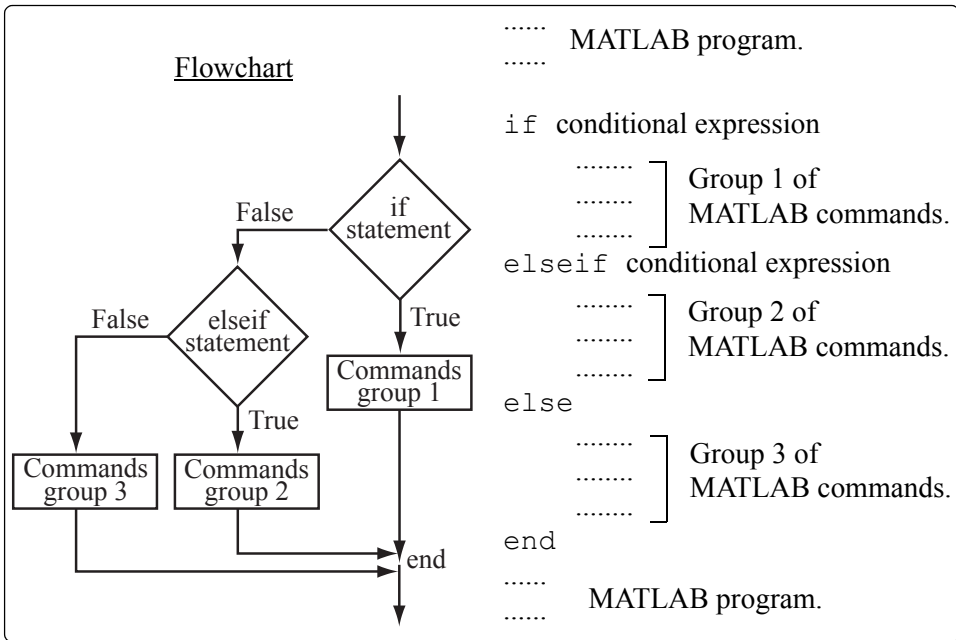 Flowchart
if
statement
False
True
elseif
statement
False
True
Commands
group 1
Commands
group 2
Commands
group 3
end
...... MATLAB program.
......
if conditional expression
........
........
........
Group 1 of
MATLAB commands.
elseif conditional expression
........
........
........
Group 2 of
MATLAB commands.
else
........
........
........
Group 3 of
MATLAB commands.
end
......
......
MATLAB program.